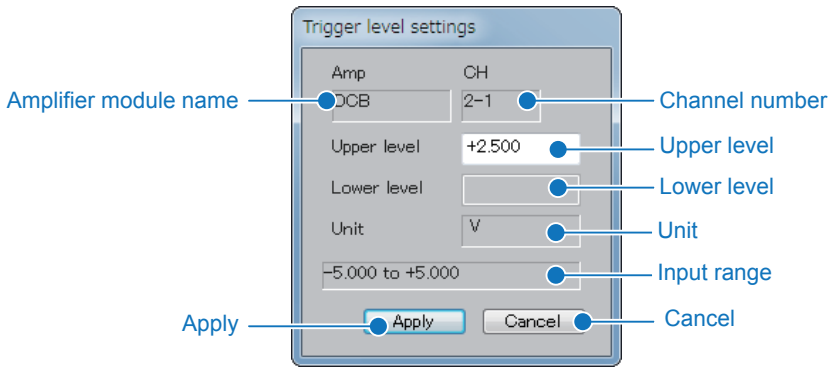 Trigger level settings
Amp CH
Amplifier module name DCB 2-1 Channel number
Upper level +2.500 Upper level
Lower level Lower level
Unit V Unit
-5.000 to +5.000 Input range
Apply Apply Cancel Cancel